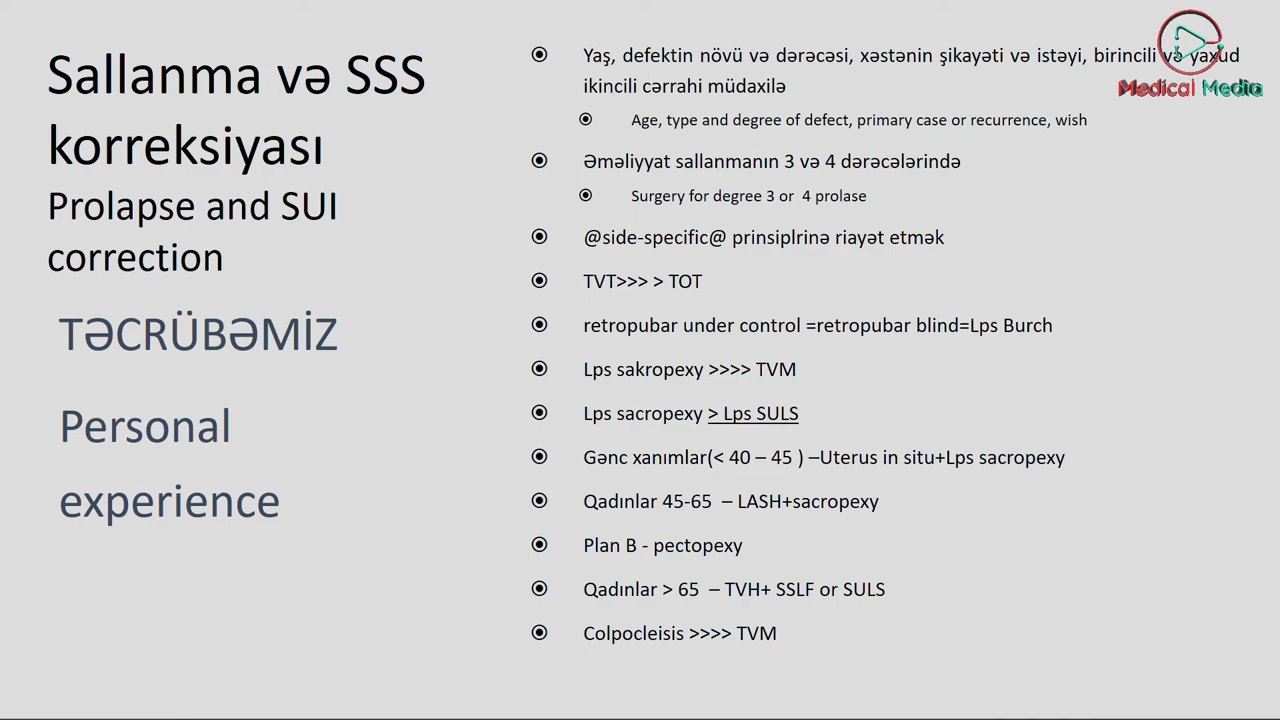 Sallanma və SSS
korreksiyası
Prolapse and SUI
correction
TƏCRÜBƏMİZ
Personal
experience
Yaş, defektin növü və dərəcəsi, xəstənin şikayəti və istəyi, birincili və yaxud
ikincili cərrahi müdaxilə
Age, type and degree of defect, primary case or recurrence, wish
Əməliyyat sallanmanın 3 və 4 dərəcələrində
Surgery for degree 3 or 4 prolase
@side-specific@ prinsiplrinə riayət etmək
TVT>>> > TOT
retropubar under control =retropubar blind=Lps Burch
Lps sakropexy >>>> TVM
Lps sacropexy > Lps SULS
Gənc xanımlar(< 40 – 45 ) –Uterus in situ+Lps sacropexy
Qadınlar 45-65 – LASH+sacropexy
Plan B - pectopexy
Qadınlar > 65 – TVH+ SSLF or SULS
Colpocleisis >>>> TVM
Medical Media